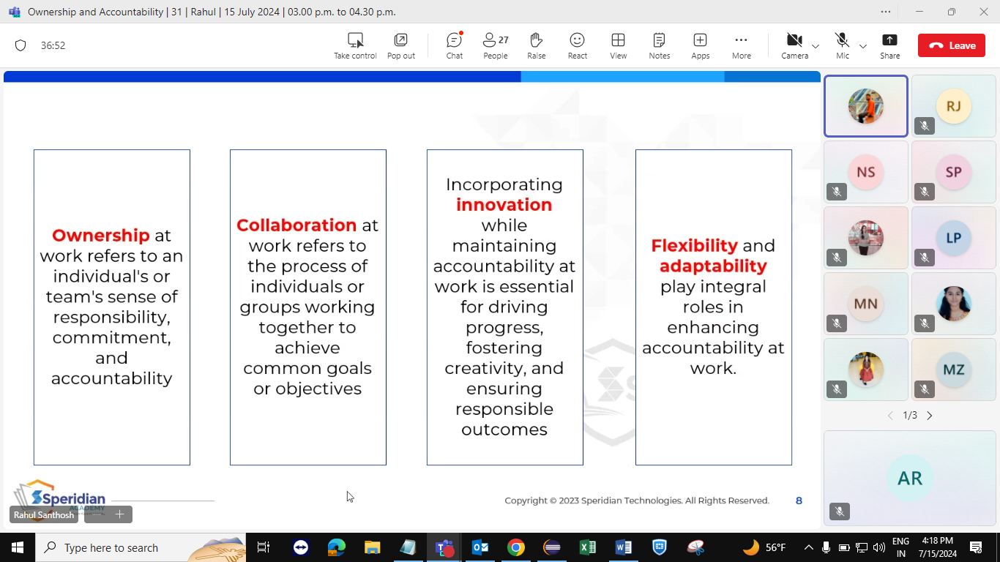 Ownership and Accountability | 31 | Rahul | 15 July 2024 | 03.00 p.m. to 04.30 p.m.
36:52
Take control
Pop out
Chat
27
People
Raise
React
View
Notes
Apps
More
Camera
Mic
Share
Leave
Ownership at
work refers to an
individual's or
team's sense of
responsibility,
commitment,
and
accountability
Collaboration at
work refers to
the process of
individuals or
groups working
together to
achieve
common goals
or objectives
Incorporating
innovation
while
maintaining
accountability at
work is essential
for driving
progress,
fostering
creativity, and
ensuring
responsible
outcomes
Flexibility and
adaptability
play integral
roles in
enhancing
accountability at
work.
RJ
NS
SP
LP
MN
MZ
1/3
AR
Speridian
ACADEMY
Rahul Santhosh
Copyright © 2023 Speridian Technologies. All Rights Reserved.
8
Type here to search
56°F
ENG
IN
4:18 PM
7/15/2024